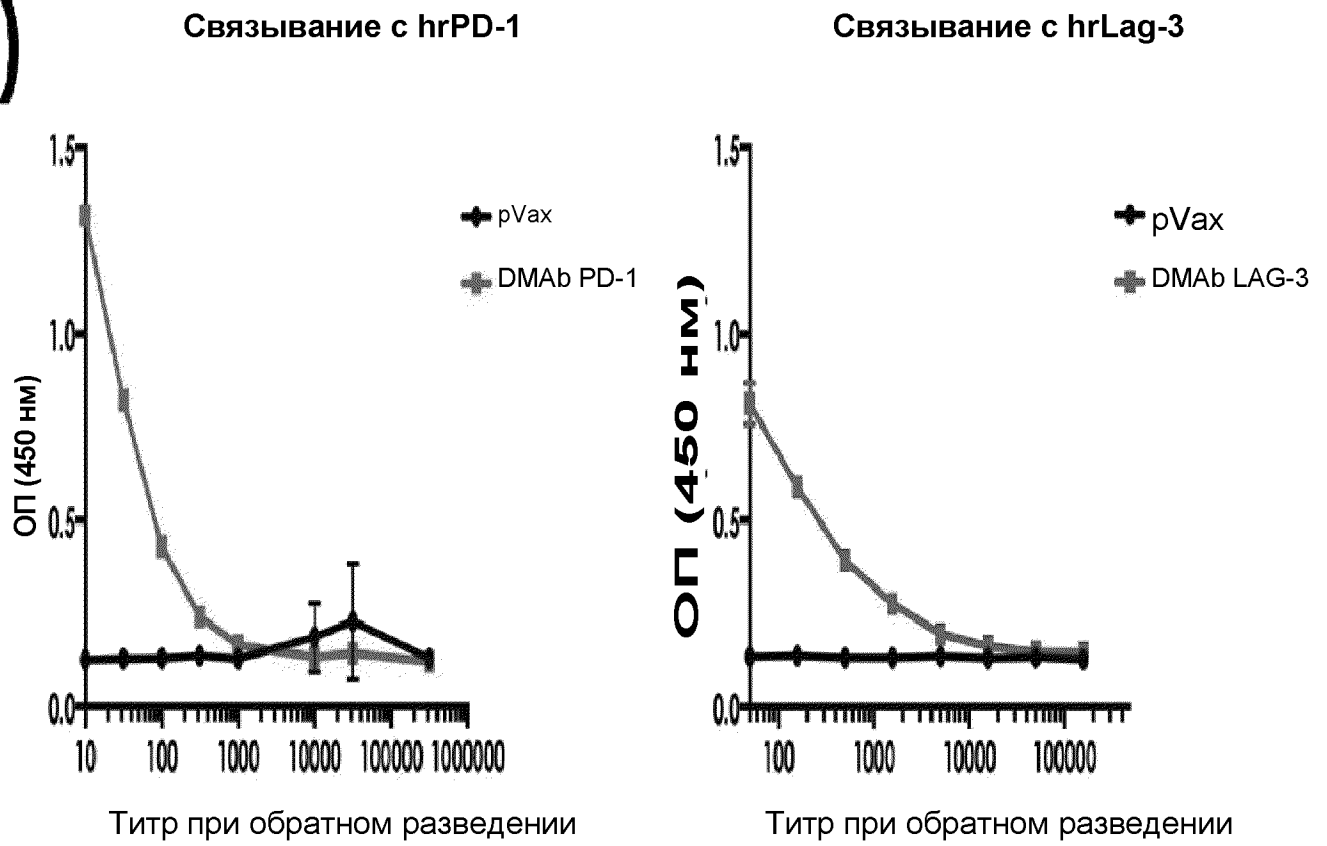 )
Связывание с hrPD-1
1.5
1.0
0.5
0.0
ОП (450 нм)
pVax
DMAb PD-1
10 100 1000 10000 100000 1000000
Титр при обратном разведении
Связывание с hrLag-3
1.5
1.0
0.5
0.0
ОП (450 нм)
pVax
DMAb LAG-3
100 1000 10000 100000
Титр при обратном разведении